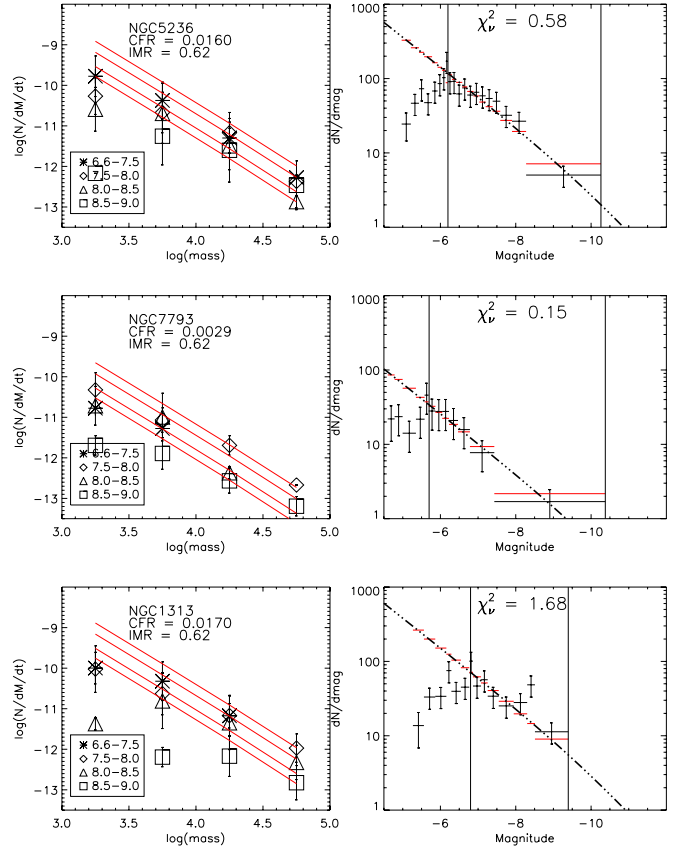 NGC5236
CFR = 0.0160
IMR = 0.62
log(N/dM/dt)
-9
-10
-11
-12
-13
6.6-7.5
7.5-8.0
8.0-8.5
8.5-9.0
3.0 3.5 4.0 4.5 5.0
log(mass)
χ²ν = 0.58
dN/dmag
1000
100
10
1
-6 -8 -10
Magnitude
NGC7793
CFR = 0.0029
IMR = 0.62
log(N/dM/dt)
-10
-11
-12
-13
6.6-7.5
7.5-8.0
8.0-8.5
8.5-9.0
3.0 3.5 4.0 4.5 5.0
log(mass)
χ²ν = 0.15
dN/dmag
1000
100
10
1
-6 -8 -10
Magnitude
NGC1313
CFR = 0.0170
IMR = 0.62
log(N/dM/dt)
-9
-10
-11
-12
-13
6.6-7.5
7.5-8.0
8.0-8.5
8.5-9.0
3.0 3.5 4.0 4.5 5.0
log(mass)
χ²ν = 1.68
dN/dmag
1000
100
10
1
-6 -8 -10
Magnitude